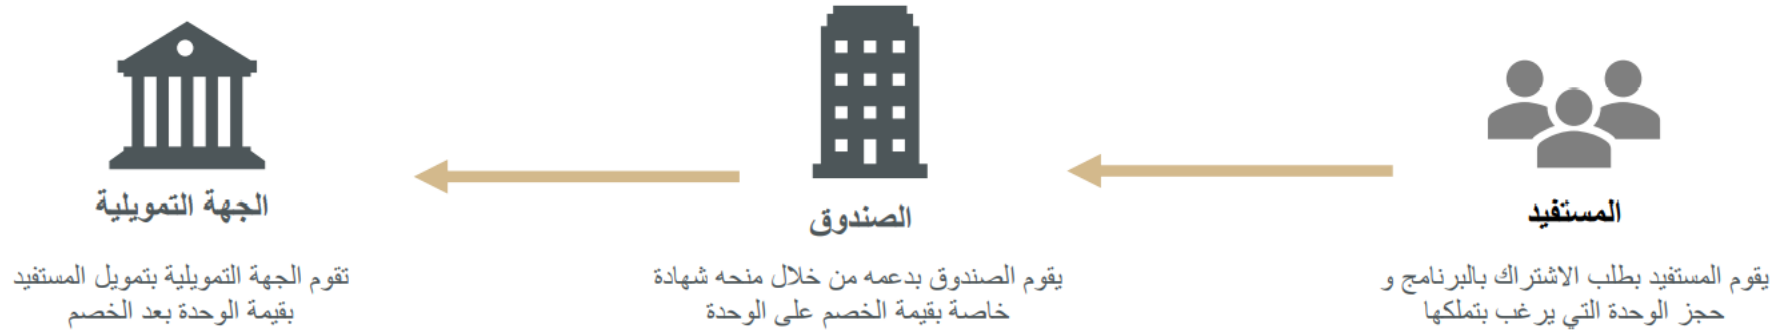 المستفيد
يقوم المستفيد بطلب الاشتراك بالبرنامج و
حجز الوحدة التي يرغب بتملكها
الصندوق
يقوم الصندوق بدعمه من خلال منحه شهادة
خاصة بقيمة الخصم على الوحدة
الجهة التمويلية
تقوم الجهة التمويلية بتمويل المستفيد
بقيمة الوحدة بعد الخصم